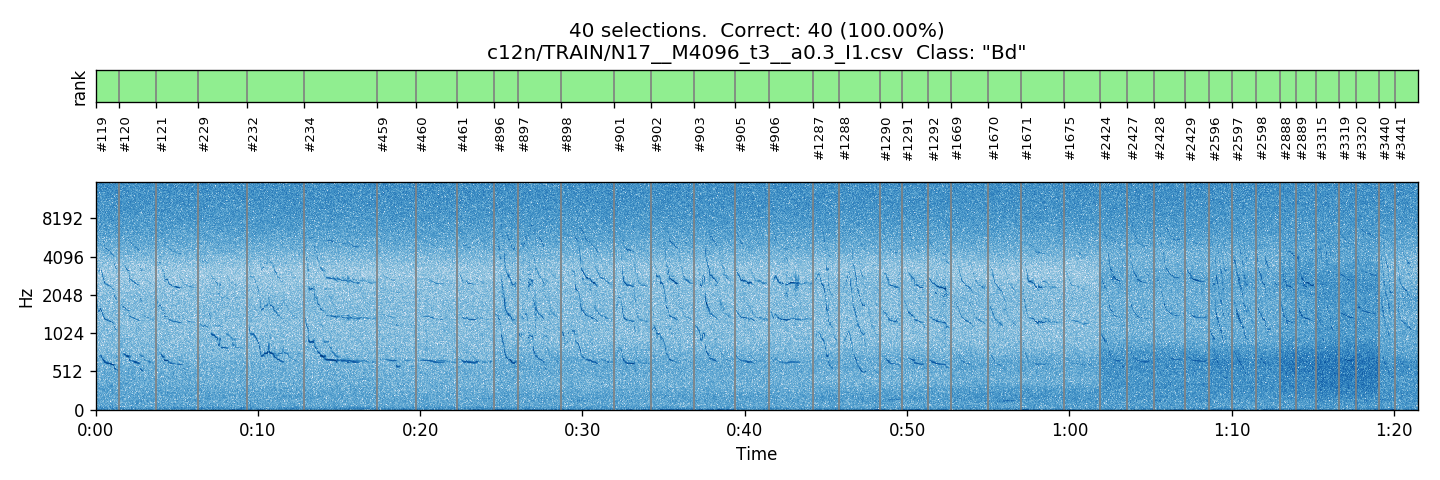 40 selections.  Correct: 40 (100.00%)
c12n/TRAIN/N17__M4096_t3__a0.3_I1.csv  Class: "Bd"
rank
#119 #120 #121 #229 #232 #234 #459 #460 #461 #896 #897 #898 #901 #902 #903 #905 #906 #1287 #1288 #1290 #1291 #1292 #1669 #1670 #1671 #1675 #2424 #2427 #2428 #2429 #2596 #2597 #2598 #2888 #2889 #3315 #3319 #3320 #3440 #3441
Hz
8192
4096
2048
1024
512
0
0:00 0:10 0:20 0:30 0:40 0:50 1:00 1:10 1:20
Time